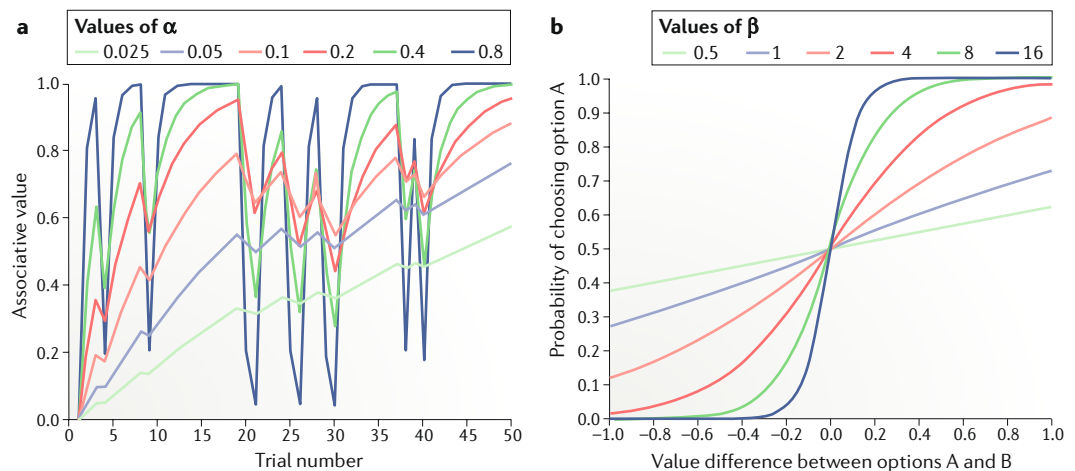 a
Values of α
0.025 0.05 0.1 0.2 0.4 0.8
Associative value
1.0
0.8
0.6
0.4
0.2
0.0
0 5 10 15 20 25 30 35 40 45 50
Trial number
b
Values of β
0.5 1 2 4 8 16
Probability of choosing option A
1.0
0.9
0.8
0.7
0.6
0.5
0.4
0.3
0.2
0.1
0.0
−1.0 −0.8 −0.6 −0.4 −0.2 0.0 0.2 0.4 0.6 0.8 1.0
Value difference between options A and B